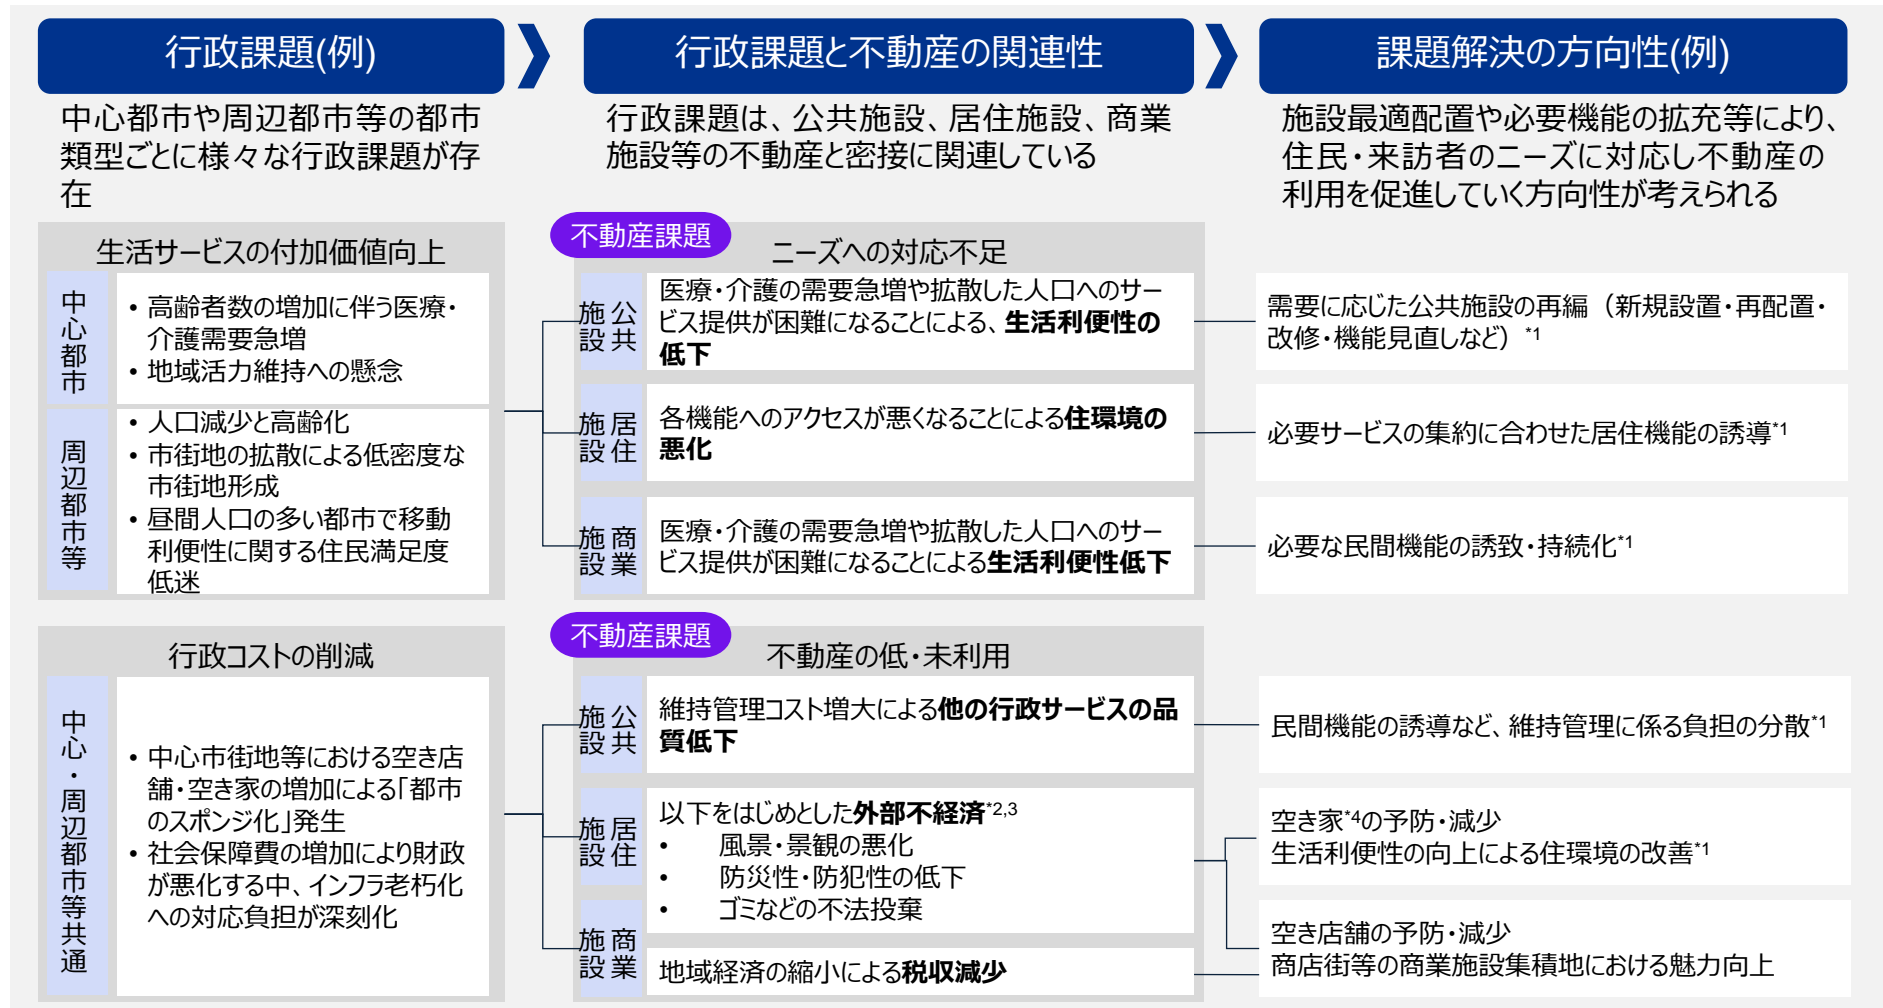 行政課題(例)
中心都市や周辺都市等の都市
類型ごとに様々な行政課題が存
在
行政課題と不動産の関連性
行政課題は、公共施設、居住施設、商業
施設等の不動産と密接に関連している
課題解決の方向性(例)
施設最適配置や必要機能の拡充等により、
住民・来訪者のニーズに対応し不動産の
利用を促進していく方向性が考えられる
生活サービスの付加価値向上
中心都市
• 高齢者数の増加に伴う医療・
介護需要急増
• 地域活力維持への懸念
周辺都市等
• 人口減少と高齢化
• 市街地の拡散による低密度な
市街地形成
• 昼間人口の多い都市で移動
利便性に関する住民満足度
低迷
不動産課題
ニーズへの対応不足
公共施設
医療・介護の需要急増や拡散した人口へのサー
ビス提供が困難になることによる、生活利便性の
低下
需要に応じた公共施設の再編（新規設置・再配置・
改修・機能見直しなど）*1
居住施設
各機能へのアクセスが悪くなることによる住環境の
悪化
必要サービスの集約に合わせた居住機能の誘導*1
商業施設
医療・介護の需要急増や拡散した人口へのサー
ビス提供が困難になることによる生活利便性低下
必要な民間機能の誘致・持続化*1
行政コストの削減
中心・周辺都市等共通
• 中心市街地等における空き店
舗・空き家の増加による「都市
のスポンジ化」発生
• 社会保障費の増加により財政
が悪化する中、インフラ老朽化
への対応負担が深刻化
不動産課題
不動産の低・未利用
公共施設
維持管理コスト増大による他の行政サービスの品
質低下
民間機能の誘導など、維持管理に係る負担の分散*1
居住施設
以下をはじめとした外部不経済*2,3
• 風景・景観の悪化
• 防災性・防犯性の低下
• ゴミなどの不法投棄
空き家*4の予防・減少
生活利便性の向上による住環境の改善*1
商業施設
地域経済の縮小による税収減少
空き店舗の予防・減少
商店街等の商業施設集積地における魅力向上